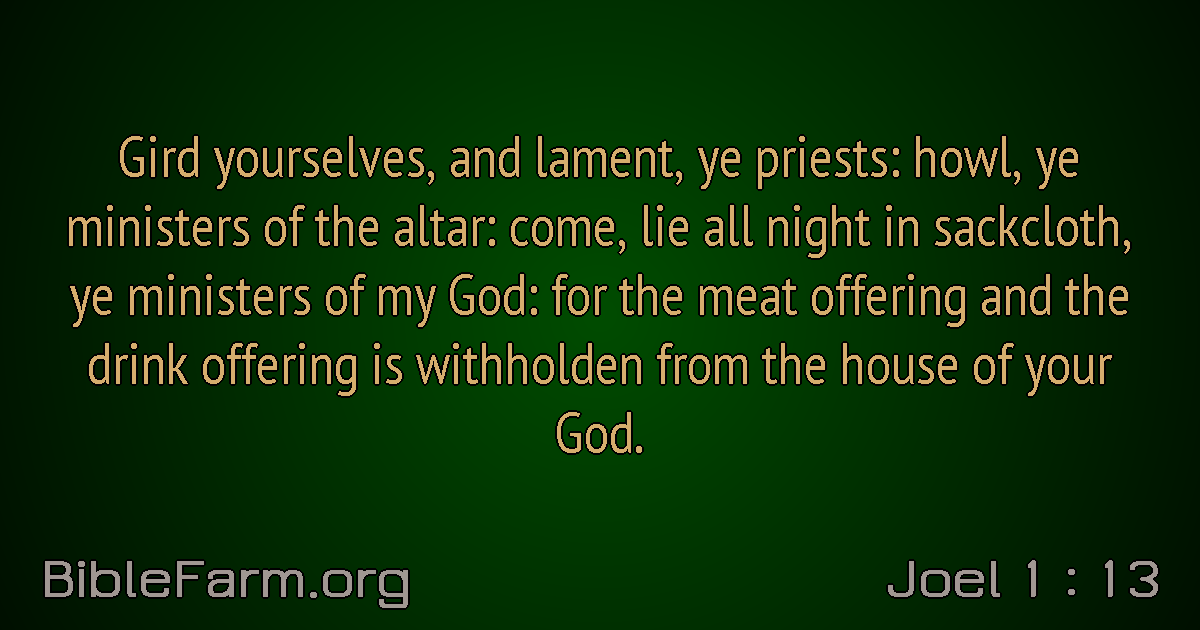 Gird yourselves, and lament, ye priests: howl, ye
ministers of the altar: come, lie all night in sackcloth,
ye ministers of my God: for the meat offering and the
drink offering is withholden from the house of your
God.
BibleFarm.org
Joel 1 : 13